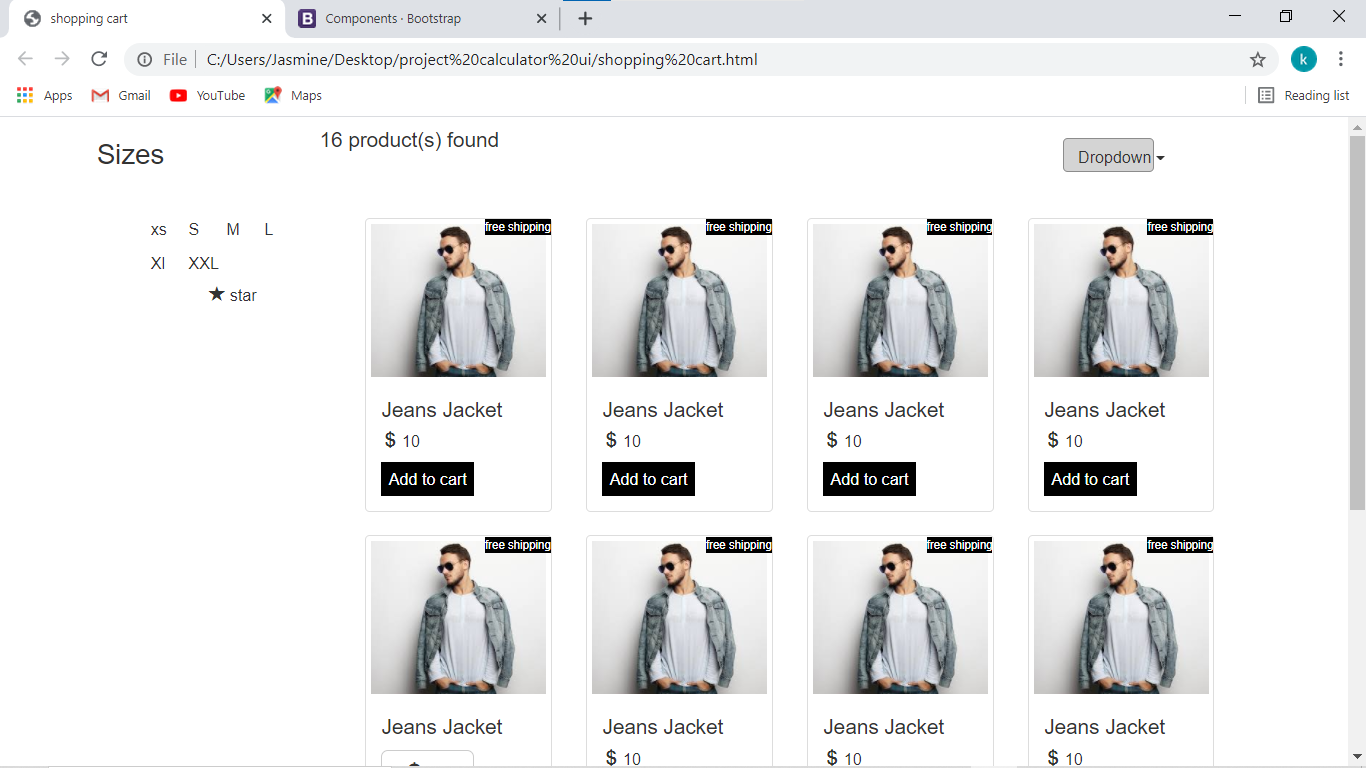 shopping cart
Components · Bootstrap
File
C:/Users/Jasmine/Desktop/project%20calculator%20ui/shopping%20cart.html
k
Apps
Gmail
YouTube
Maps
Reading list
Sizes
16 product(s) found
Dropdown
xs S M L
Xl XXL
★ star
free shipping free shipping free shipping free shipping
Jeans Jacket Jeans Jacket Jeans Jacket Jeans Jacket
$ 10 $ 10 $ 10 $ 10
Add to cart Add to cart Add to cart Add to cart
free shipping free shipping free shipping free shipping
Jeans Jacket Jeans Jacket Jeans Jacket Jeans Jacket
$ 10 $ 10 $ 10